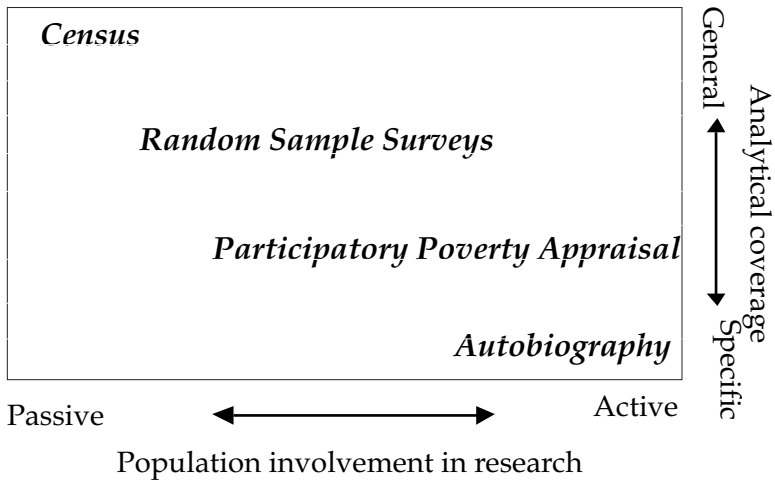 Census
Random Sample Surveys
Participatory Poverty Appraisal
Autobiography
General
Specific
Analytical coverage
Passive
Active
Population involvement in research